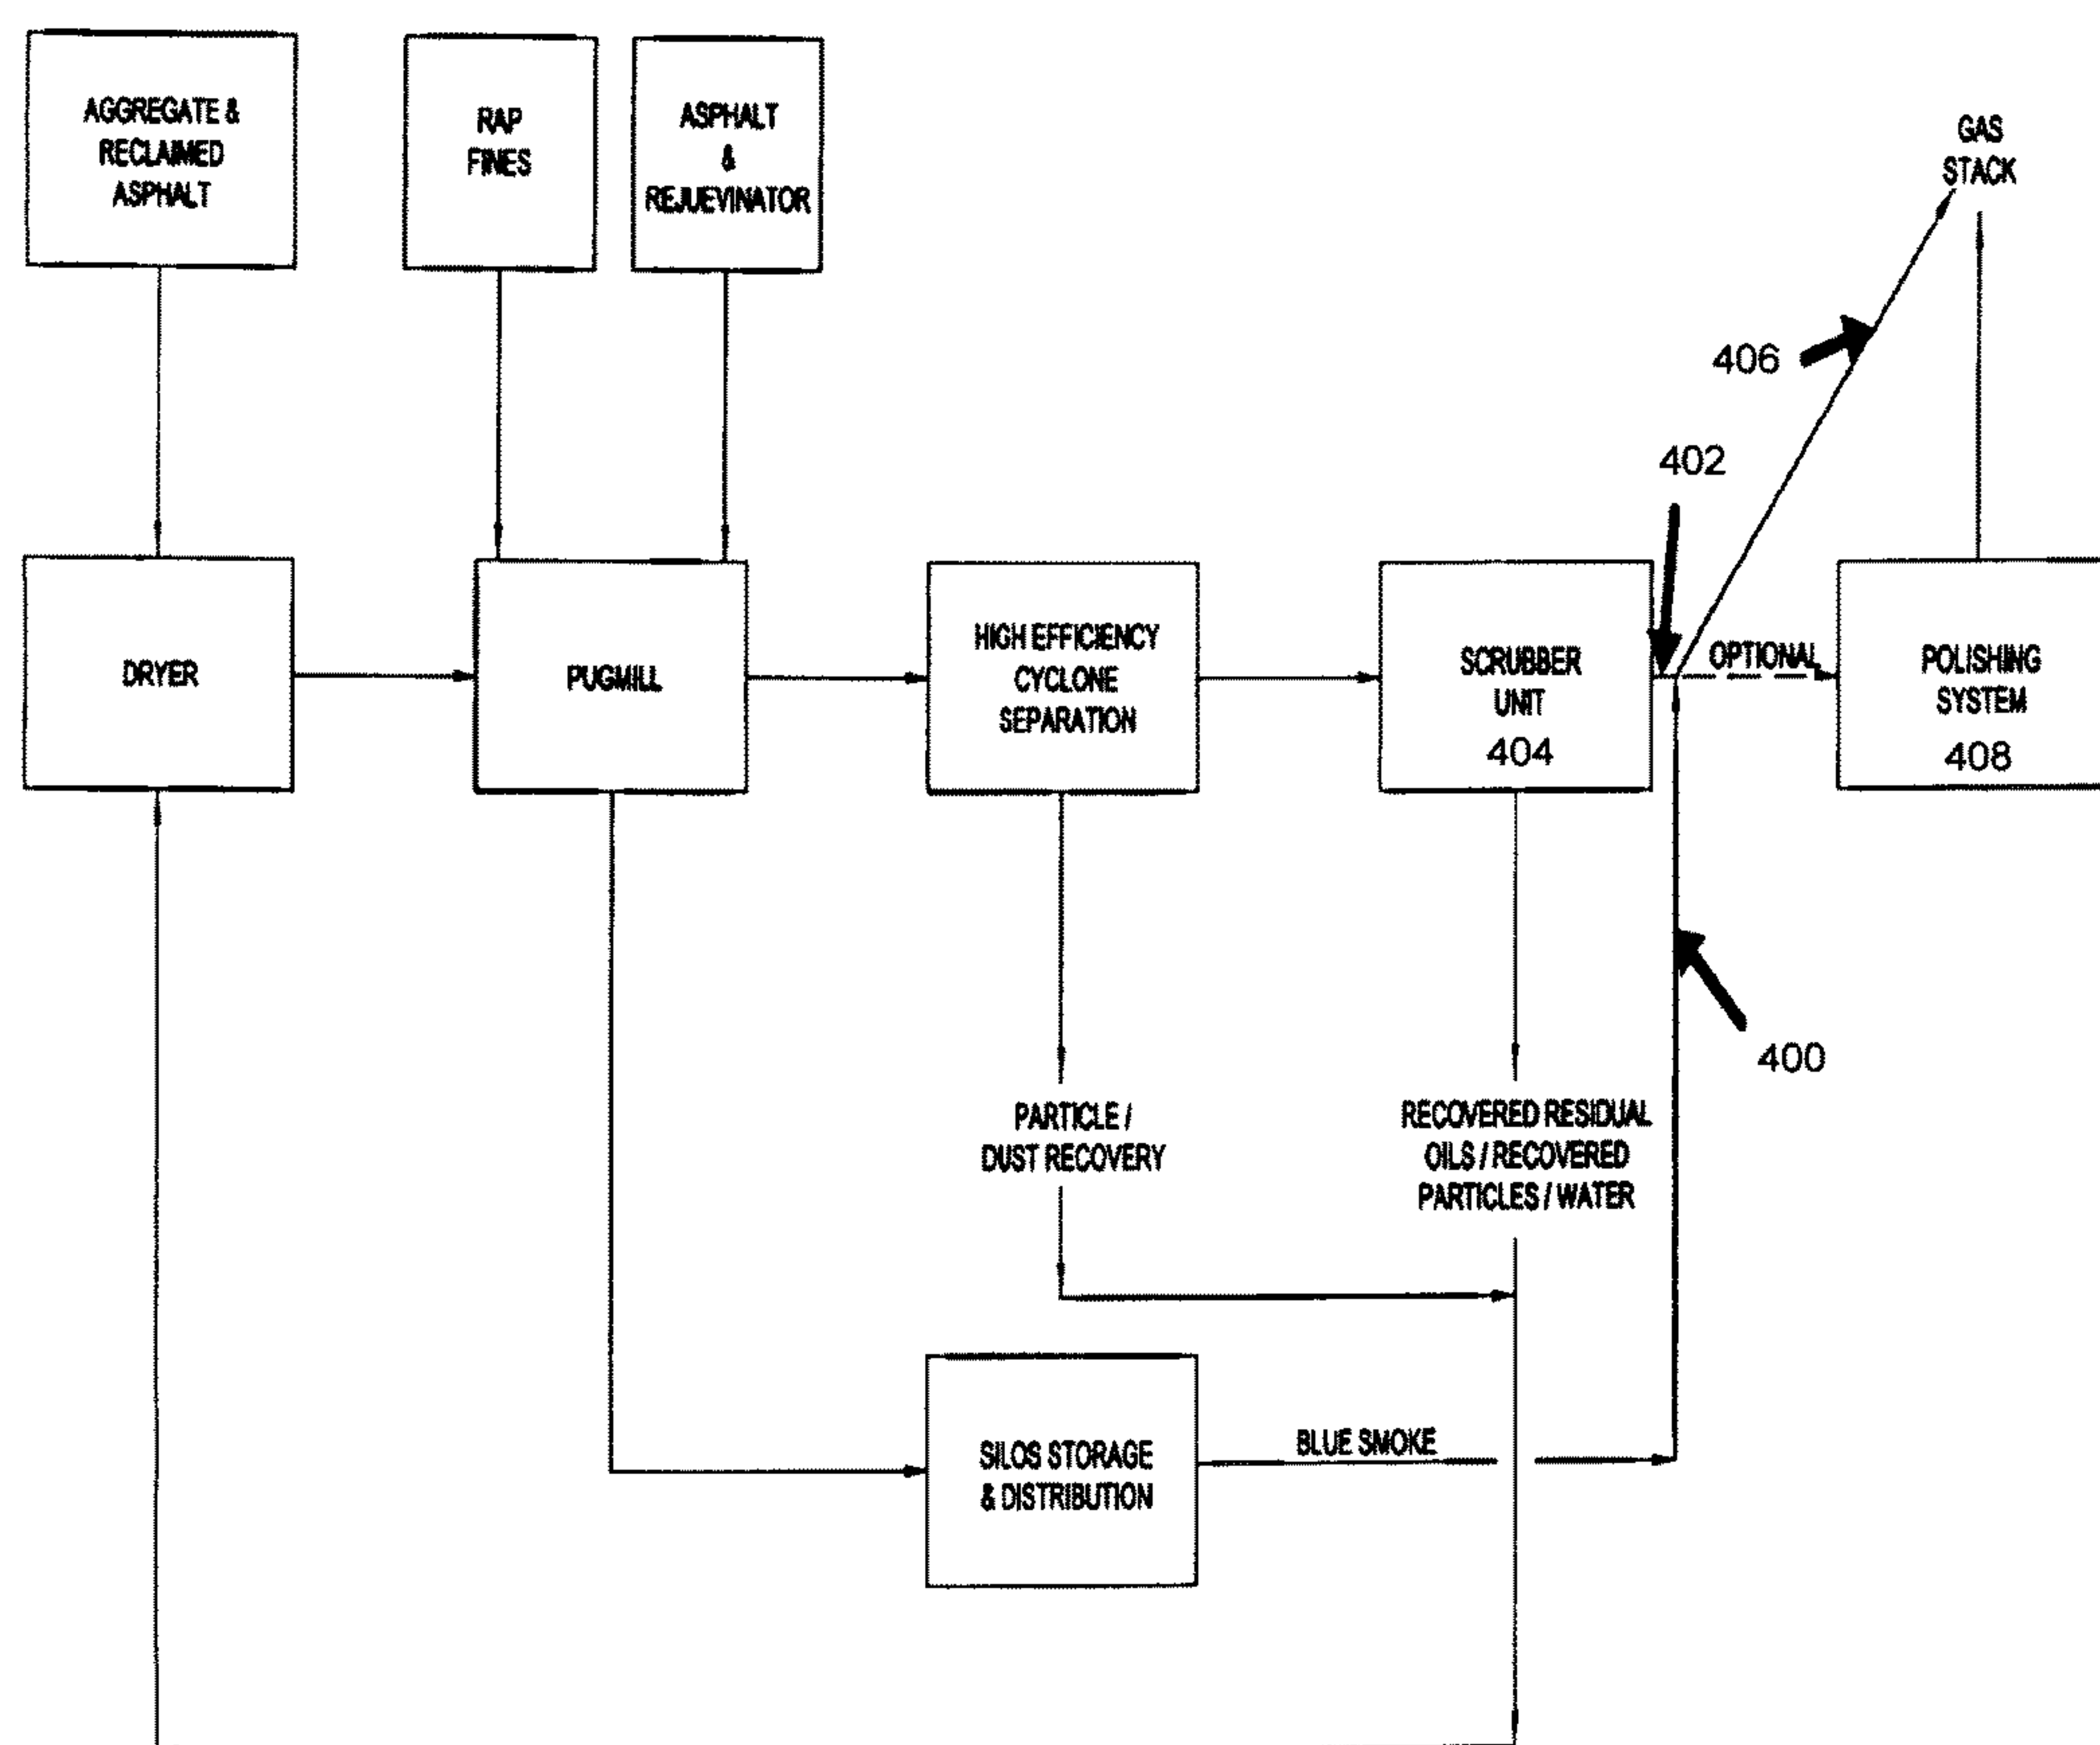 AGGREGATE &
RECLAIMED
ASPHALT
RAP
FINES
ASPHALT
&
REJUEVINATOR
GAS
STACK
406
402
DRYER
PUGMILL
HIGH EFFICIENCY
CYCLONE
SEPARATION
SCRUBBER
UNIT
404
OPTIONAL
POLISHING
SYSTEM
408
400
PARTICLE /
DUST RECOVERY
RECOVERED RESIDUAL
OILS / RECOVERED
PARTICLES / WATER
SILOS STORAGE
& DISTRIBUTION
BLUE SMOKE